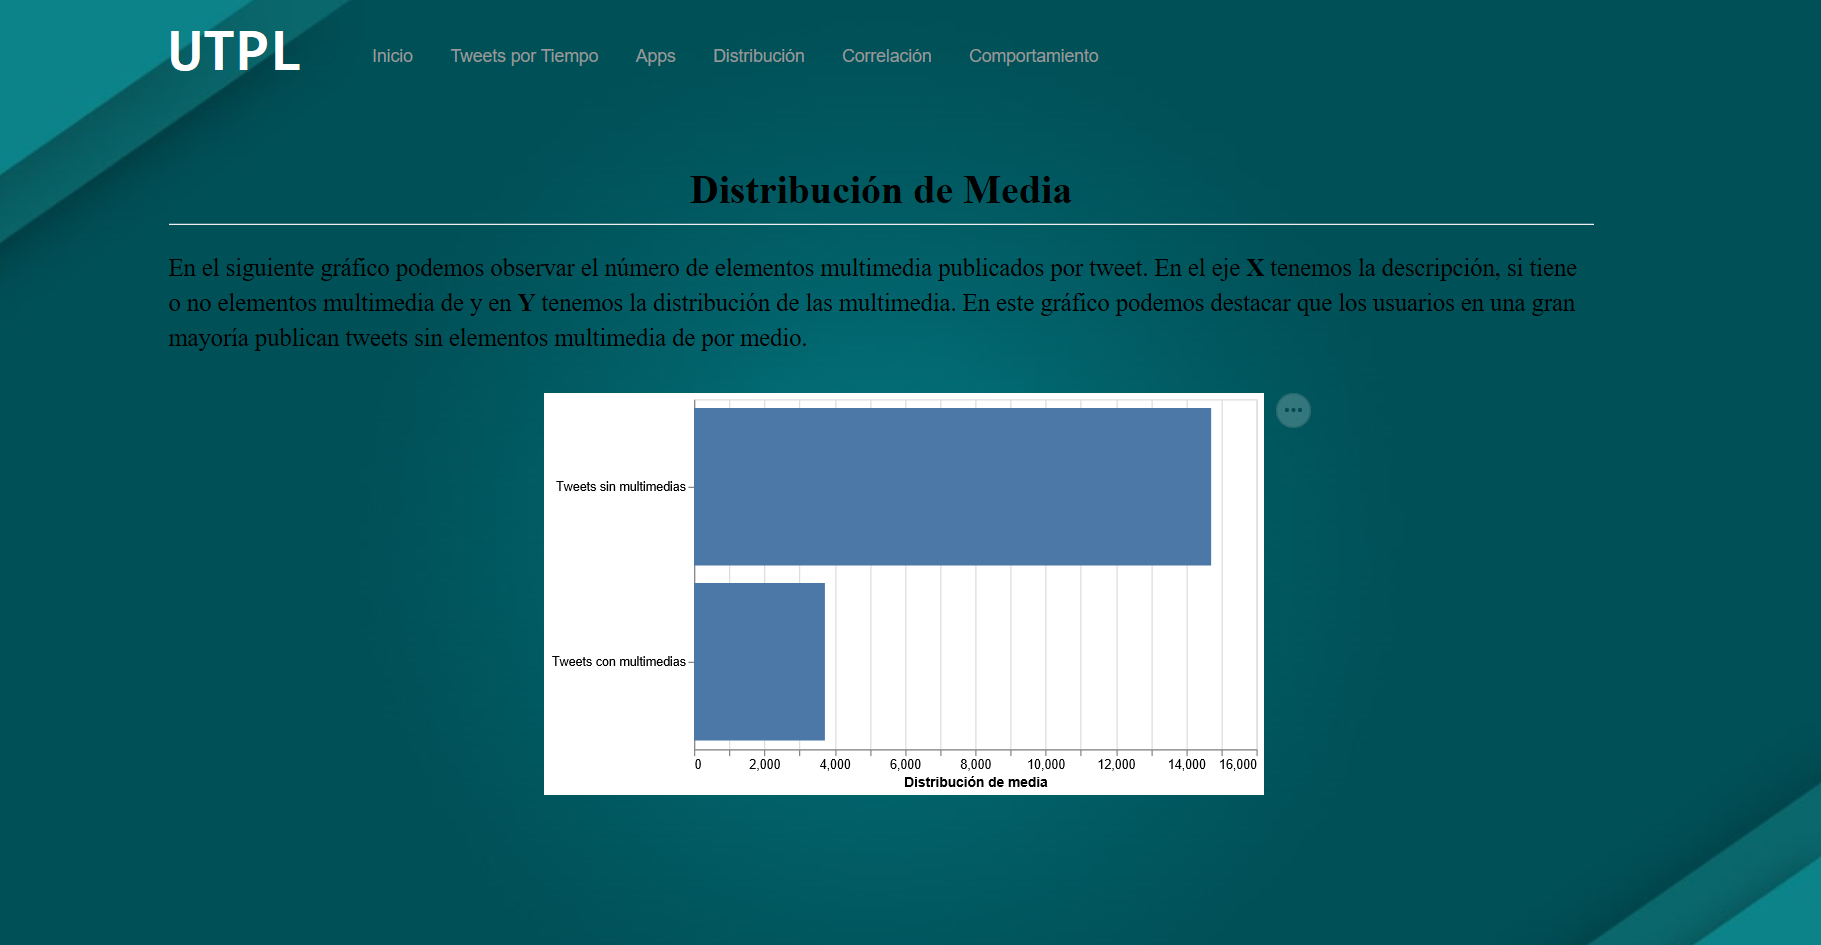 UTPL
Inicio Tweets por Tiempo Apps Distribución Correlación Comportamiento
Distribución de Media
En el siguiente gráfico podemos observar el número de elementos multimedia publicados por tweet. En el eje X tenemos la descripción, si tiene
o no elementos multimedia de y en Y tenemos la distribución de las multimedia. En este gráfico podemos destacar que los usuarios en una gran
mayoría publican tweets sin elementos multimedia de por medio.
Tweets sin multimedias
Tweets con multimedias
0 2,000 4,000 6,000 8,000 10,000 12,000 14,000 16,000
Distribución de media